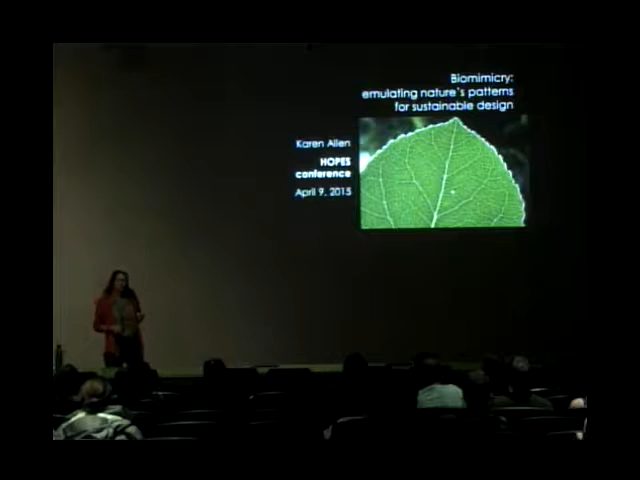 Biomimicry:
emulating nature's patterns
for sustainable design
Karen Allen
HOPES
conference
April 9, 2015